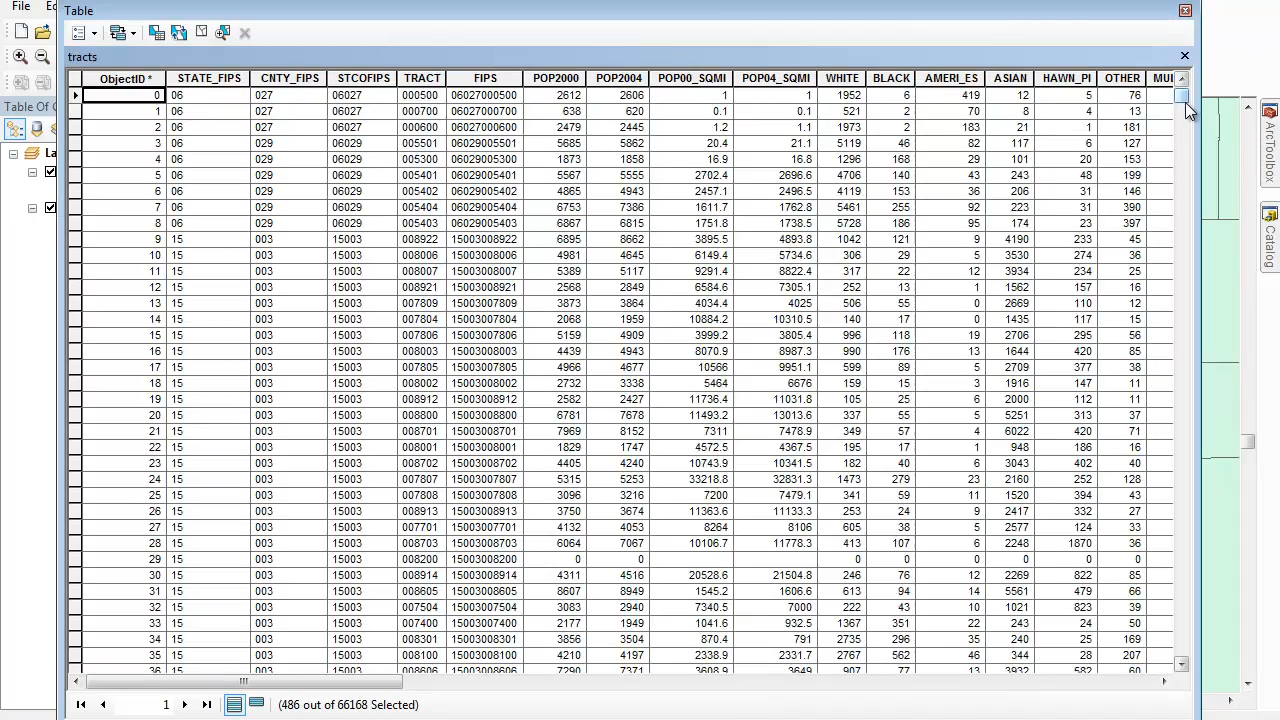 File Ed
Table
tracts
Table Of C
La
ArcToolbox
Catalog
ObjectID * STATE_FIPS CNTY_FIPS STCOFIPS TRACT FIPS POP2000 POP2004 POP00_SQMI POP04_SQMI WHITE BLACK AMERI_ES ASIAN HAWN_PI OTHER MUL
0 06 027 06027 000500 06027000500 2612 2606 1 1 1952 6 419 12 5 76
1 06 027 06027 000700 06027000700 638 620 0.1 0.1 521 2 70 8 4 13
2 06 027 06027 000600 06027000600 2479 2445 1.2 1.1 1973 2 183 21 1 181
3 06 029 06029 005501 06029005501 5685 5862 20.4 21.1 5119 46 82 117 6 127
4 06 029 06029 005300 06029005300 1873 1858 16.9 16.8 1296 168 29 101 20 153
5 06 029 06029 005401 06029005401 5567 5555 2702.4 2696.6 4706 140 43 243 48 199
6 06 029 06029 005402 06029005402 4865 4943 2457.1 2496.5 4119 153 36 206 31 146
7 06 029 06029 005404 06029005404 6753 7386 1611.7 1762.8 5461 255 92 223 31 390
8 06 029 06029 005403 06029005403 6867 6815 1751.8 1738.5 5728 186 95 174 23 397
9 15 003 15003 008922 15003008922 6895 8662 3895.5 4893.8 1042 121 9 4190 233 45
10 15 003 15003 008006 15003008006 4981 4645 6149.4 5734.6 306 29 5 3530 274 36
11 15 003 15003 008007 15003008007 5389 5117 9291.4 8822.4 317 22 12 3934 234 25
12 15 003 15003 008921 15003008921 2568 2849 6584.6 7305.1 252 13 1 1562 157 16
13 15 003 15003 007809 15003007809 3873 3864 4034.4 4025 506 55 0 2669 110 12
14 15 003 15003 007804 15003007804 2068 1959 10884.2 10310.5 140 17 0 1435 117 15
15 15 003 15003 007806 15003007806 5159 4909 3999.2 3805.4 996 118 19 2706 295 56
16 15 003 15003 008003 15003008003 4439 4943 8070.9 8987.3 990 176 13 1644 420 85
17 15 003 15003 007805 15003007805 4966 4677 10566 9951.1 599 89 5 2709 377 38
18 15 003 15003 008002 15003008002 2732 3338 5464 6676 159 15 3 1916 147 11
19 15 003 15003 008912 15003008912 2582 2427 11736.4 11031.8 105 25 6 2000 112 11
20 15 003 15003 008800 15003008800 6781 7678 11493.2 13013.6 337 55 5 5251 313 37
21 15 003 15003 008701 15003008701 7969 8152 7311 7478.9 349 57 4 6022 420 71
22 15 003 15003 008001 15003008001 1829 1747 4572.5 4367.5 195 17 1 948 186 16
23 15 003 15003 008702 15003008702 4405 4240 10743.9 10341.5 182 40 6 3043 402 40
24 15 003 15003 007807 15003007807 5315 5253 33218.8 32831.3 1473 279 23 2160 252 128
25 15 003 15003 007808 15003007808 3096 3216 7200 7479.1 341 59 11 1520 394 43
26 15 003 15003 008913 15003008913 3750 3674 11363.6 11133.3 253 24 9 2417 332 27
27 15 003 15003 007701 15003007701 4132 4053 8264 8106 605 38 5 2577 124 33
28 15 003 15003 008703 15003008703 6064 7067 10106.7 11778.3 413 107 6 2248 1870 36
29 15 003 15003 008200 15003008200 0 0 0 0 0 0 0 0
30 15 003 15003 008914 15003008914 4311 4516 20528.6 21504.8 246 76 12 2269 822 85
31 15 003 15003 008605 15003008605 8607 8949 1545.2 1606.6 613 94 14 5561 479 66
32 15 003 15003 007504 15003007504 3083 2940 7340.5 7000 222 43 10 1021 823 39
33 15 003 15003 007400 15003007400 2177 1949 1041.6 932.5 1367 351 22 243 24 50
34 15 003 15003 008301 15003008301 3856 3504 870.4 791 2735 296 35 240 25 169
35 15 003 15003 008100 15003008100 4210 4197 2338.9 2331.7 2767 562 46 344 28 207
36 15 003 15003 008606 15003008606 7290 7371 3608.9 3649 907 77 13 3932 582 60
1 (486 out of 66168 Selected)